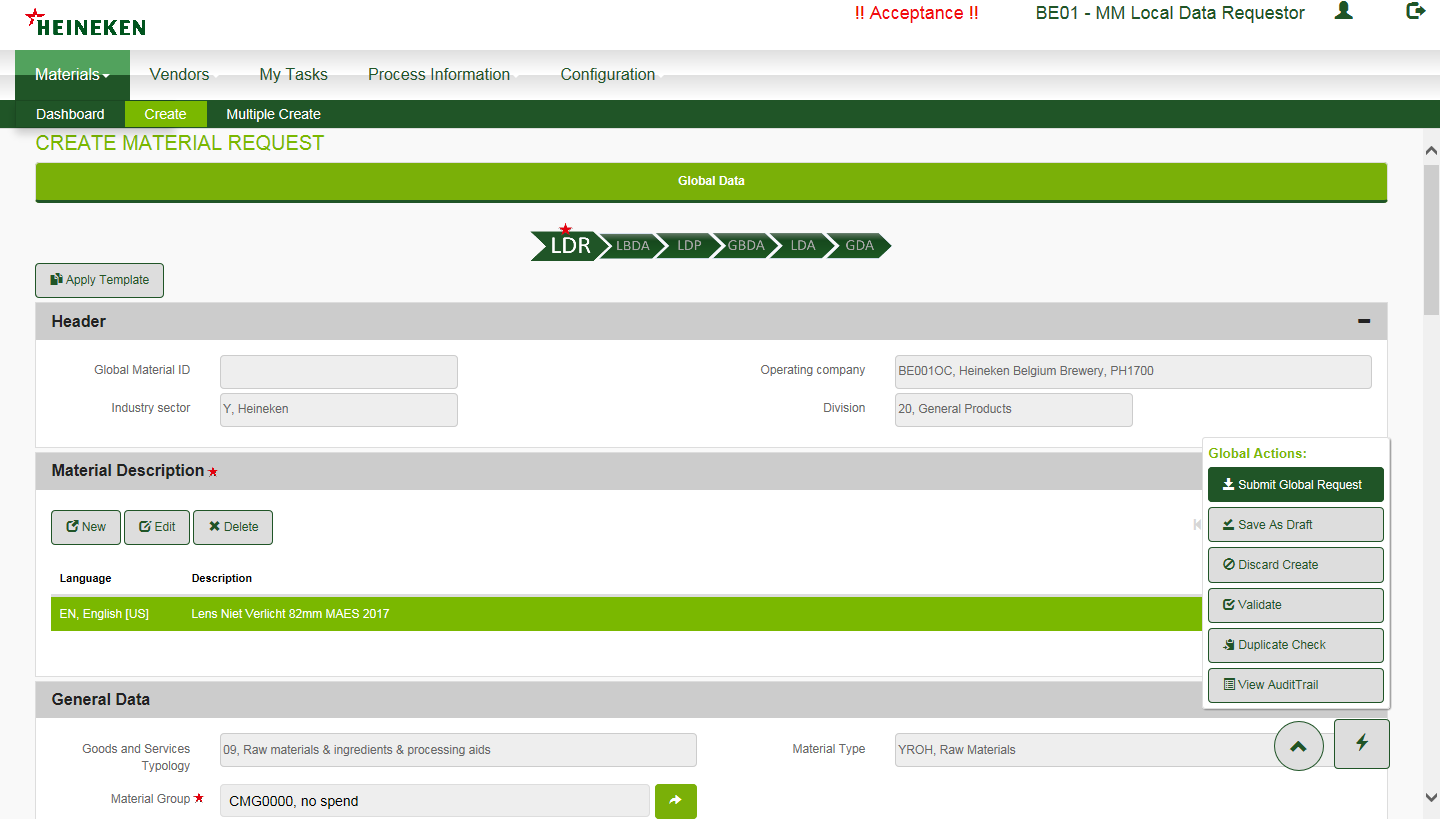 HEINEKEN
!! Acceptance !!
BE01 - MM Local Data Requestor
Materials
Vendors
My Tasks
Process Information
Configuration
Dashboard
Create
Multiple Create
CREATE MATERIAL REQUEST
Global Data
LDR
LBDA
LDP
GBDA
LDA
GDA
Apply Template
Header
Global Material ID
Operating company
BE001OC, Heineken Belgium Brewery, PH1700
Industry sector
Y, Heineken
Division
20, General Products
Material Description
New
Edit
Delete
Language
Description
EN, English [US]
Lens Niet Verlicht 82mm MAES 2017
Global Actions:
Submit Global Request
Save As Draft
Discard Create
Validate
Duplicate Check
View AuditTrail
General Data
Goods and Services
Typology
09, Raw materials & ingredients & processing aids
Material Type
YROH, Raw Materials
Material Group
CMG0000, no spend